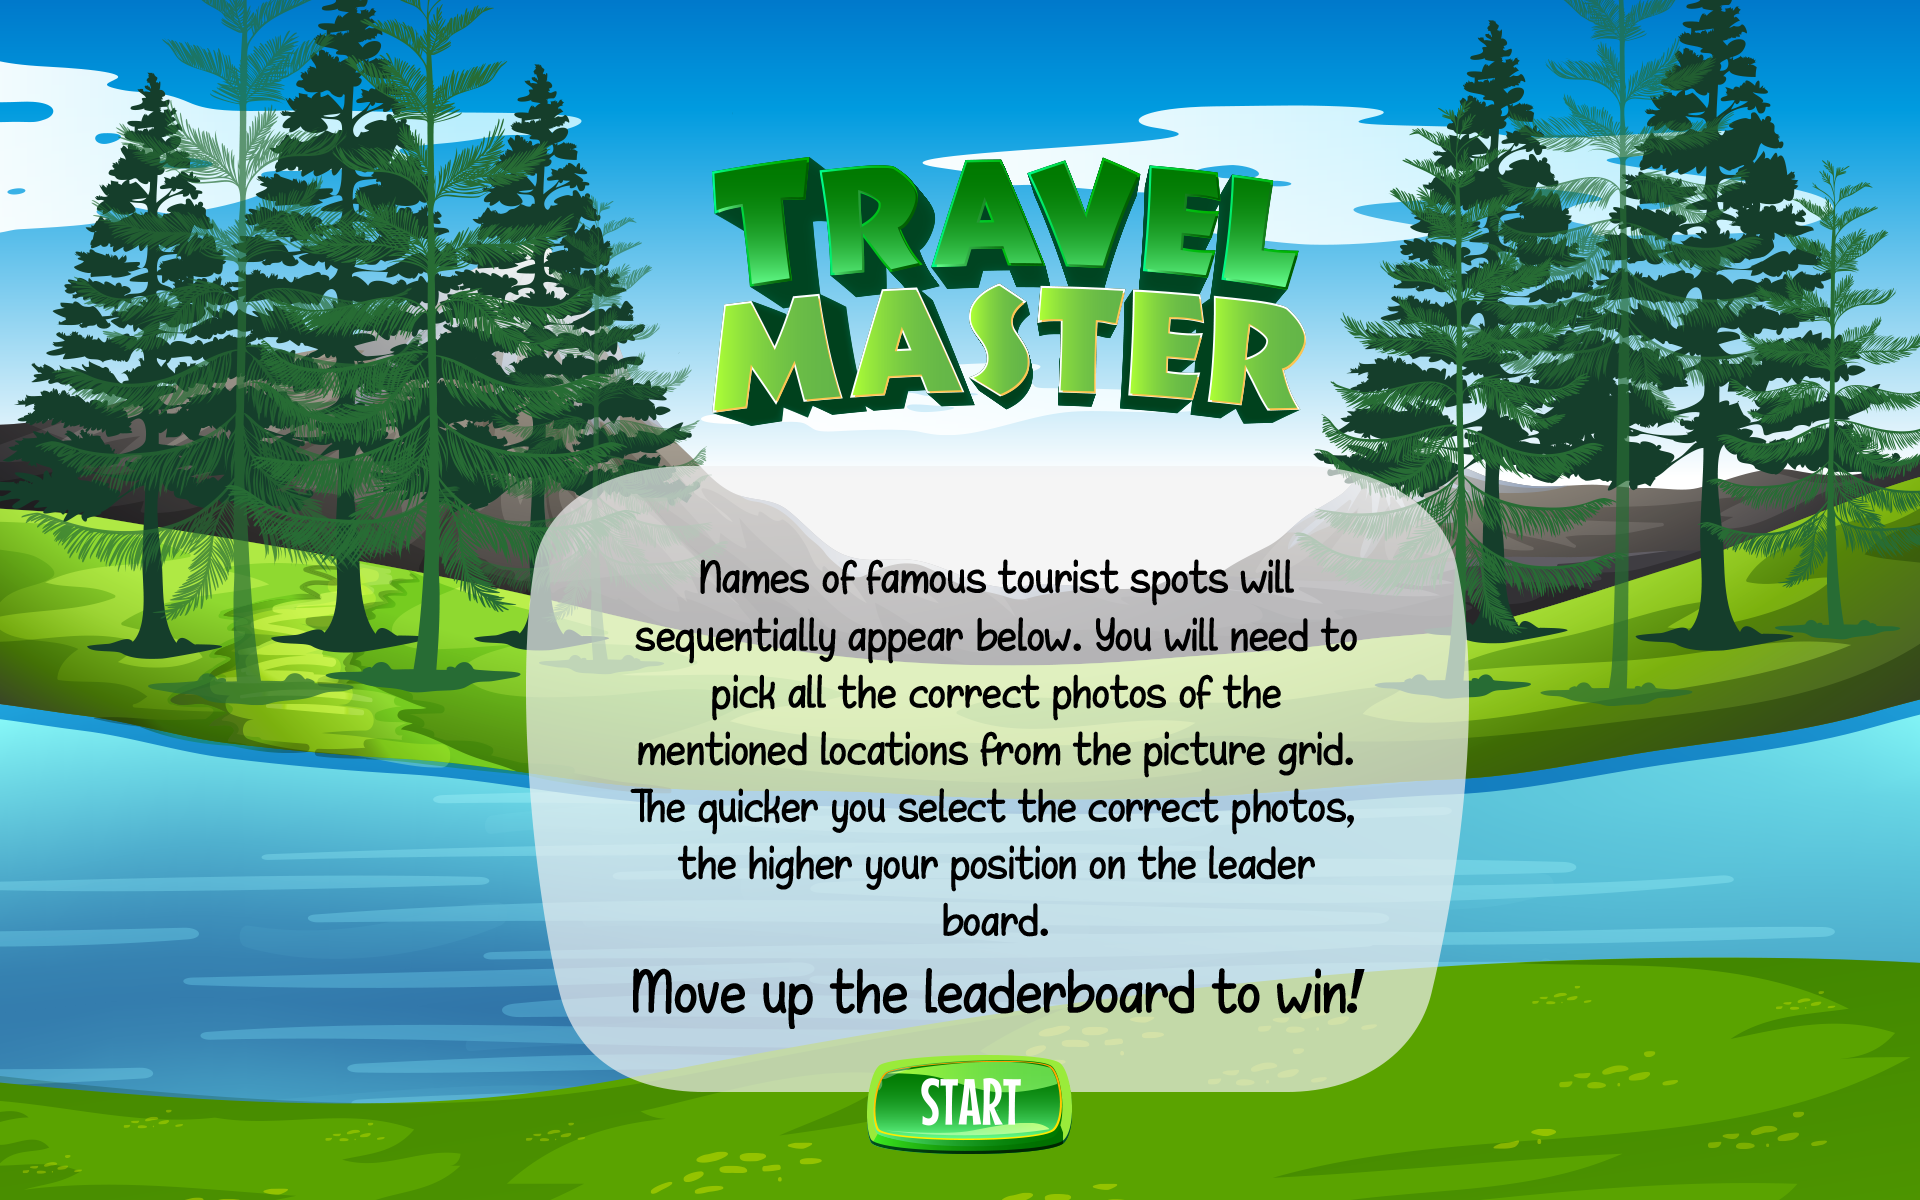 TRAVEL
MASTER
Names of famous tourist spots will
sequentially appear below. You will need to
pick all the correct photos of the
mentioned locations from the picture grid.
The quicker you select the correct photos,
the higher your position on the leader
board.
Move up the leaderboard to win!
START